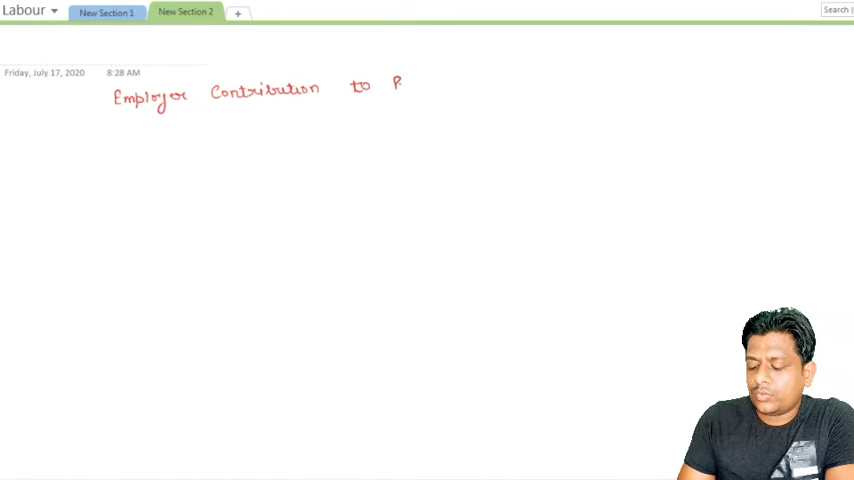 Labour
New Section 1
New Section 2
+
Search
Friday, July 17, 2020
8:28 AM
Employer Contribution to P